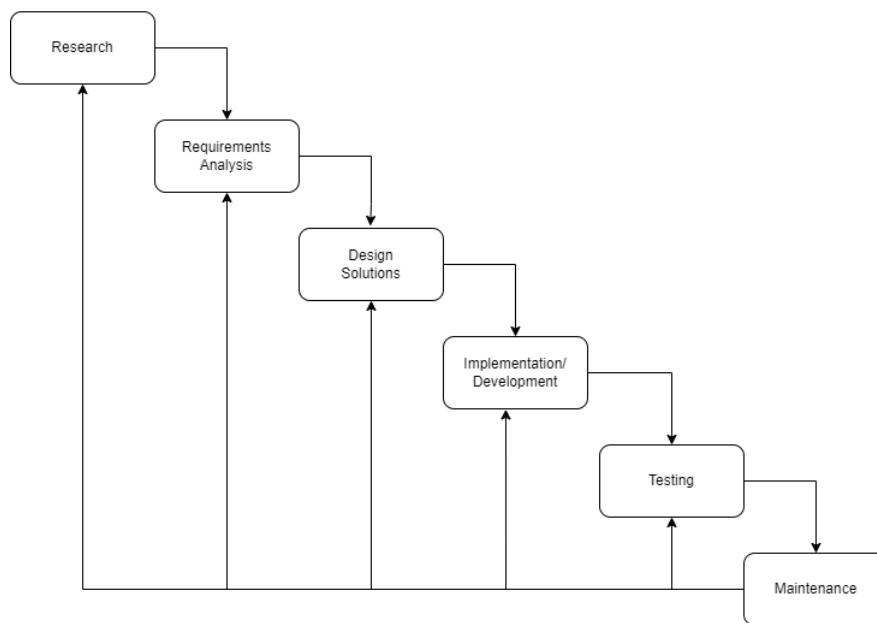 Research
Requirements
Analysis
Design
Solutions
Implementation/
Development
Testing
Maintenance